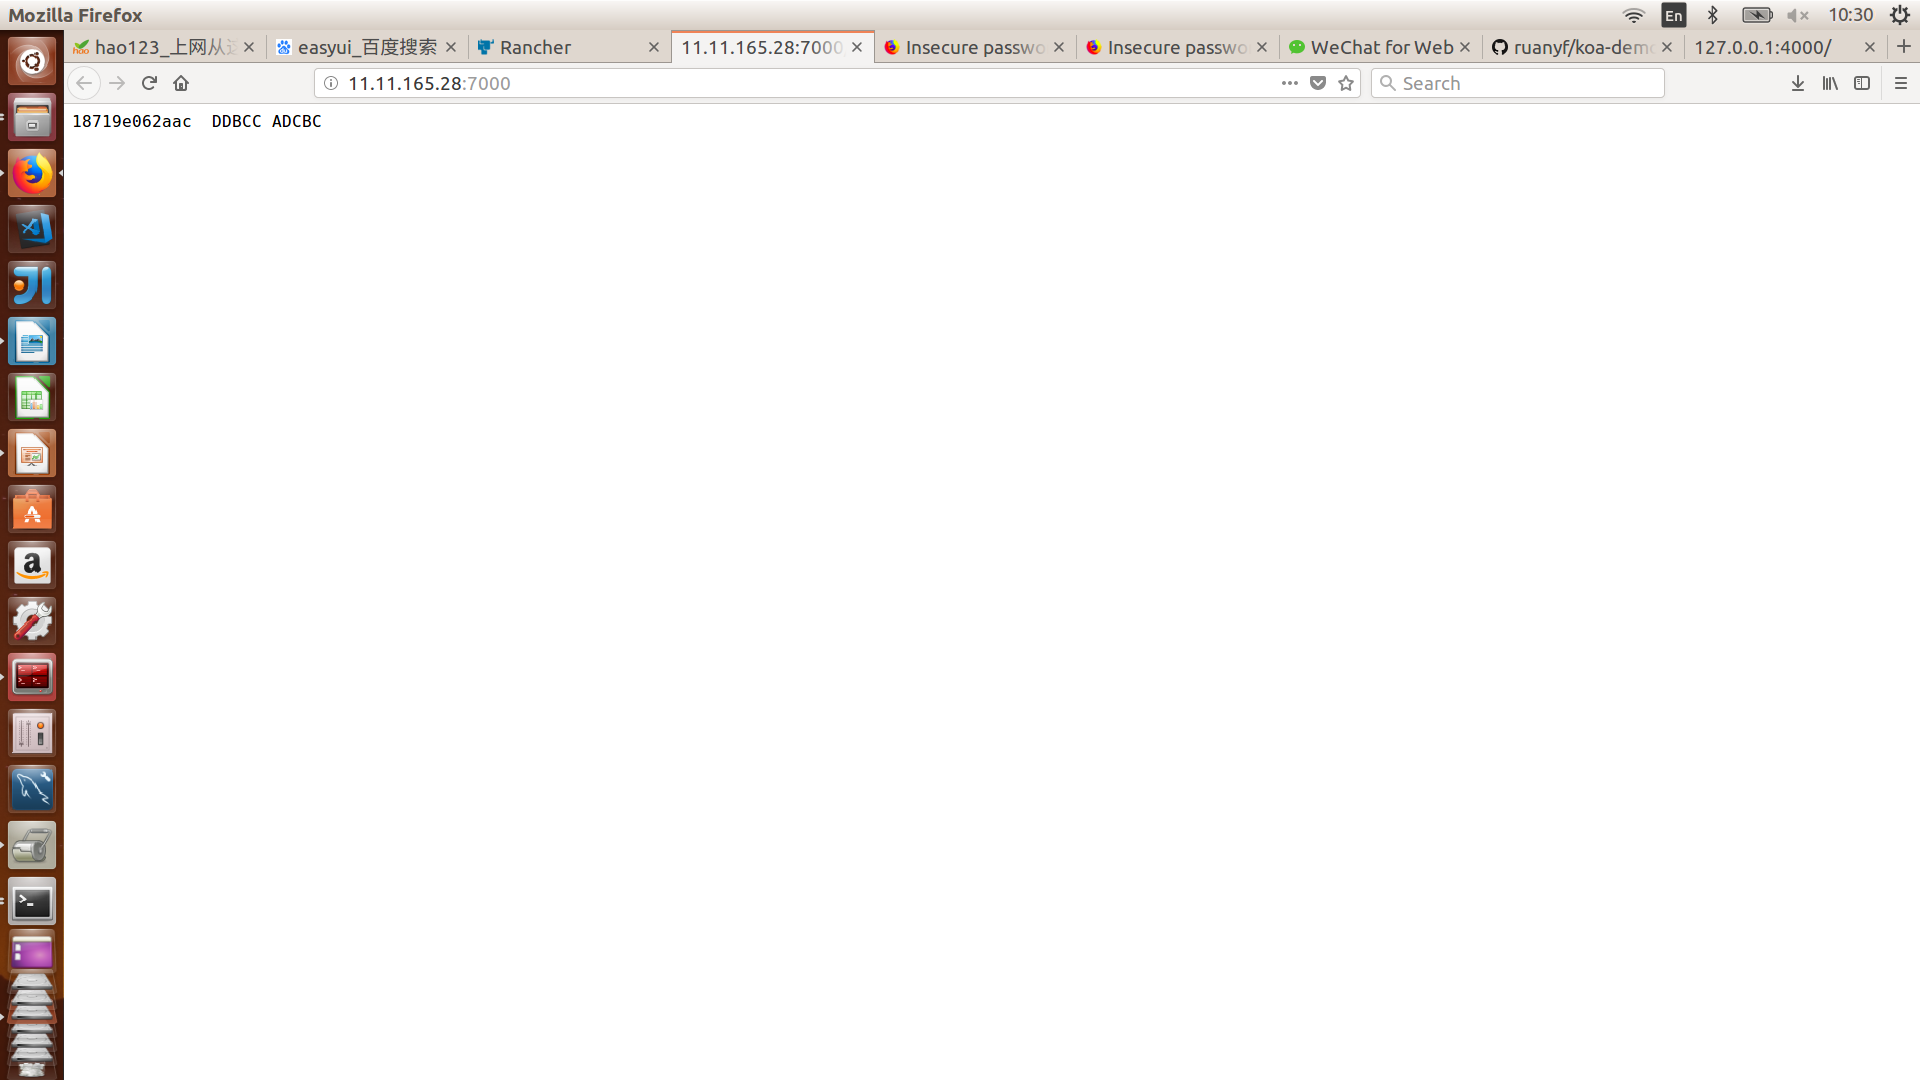 Mozilla Firefox
En
10:30
hao123_上网从
easyui_百度搜索
Rancher
11.11.165.28:7000
Insecure passwo
Insecure passwo
WeChat for Web
ruanyf/koa-demo
127.0.0.1:4000/
11.11.165.28:7000
Search
18719e062aac  DDBCC ADCBC